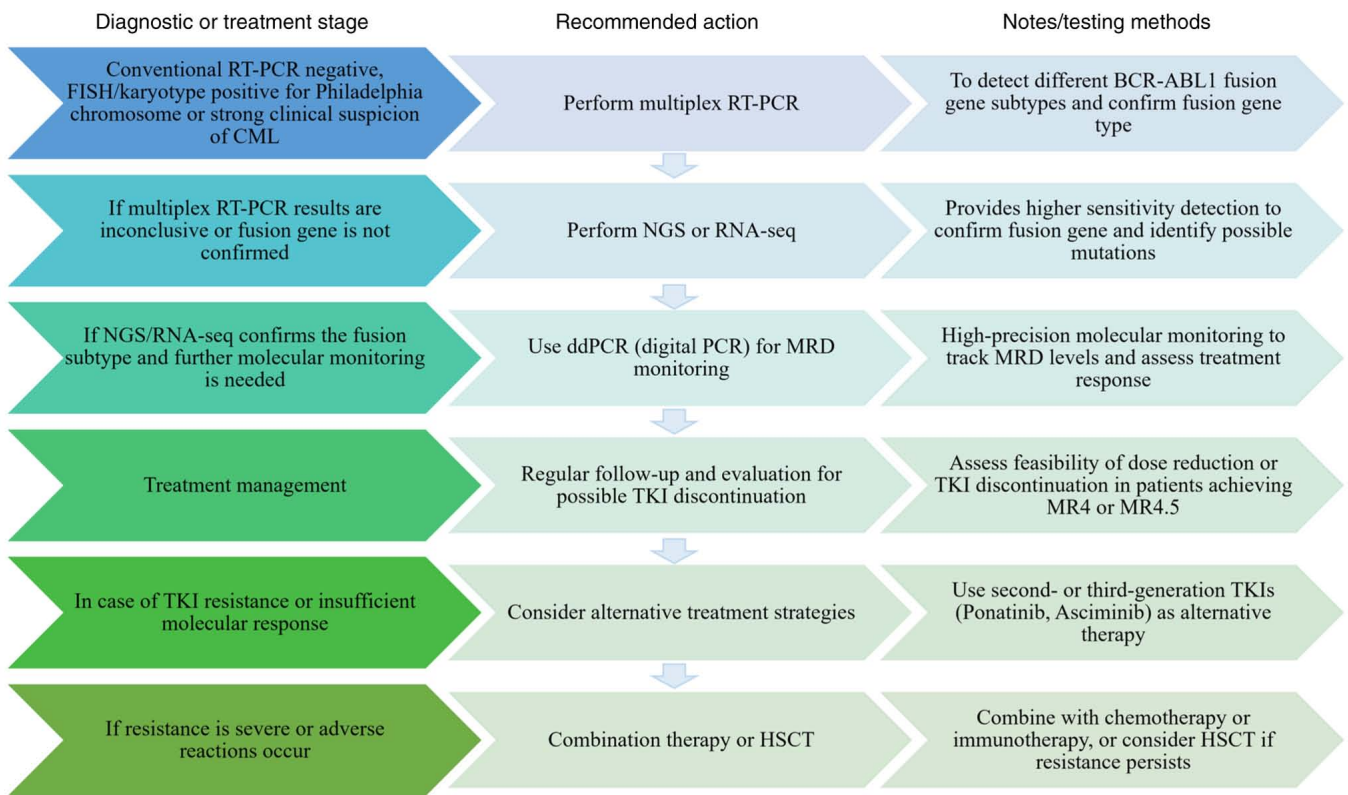 Diagnostic or treatment stage
Recommended action
Notes/testing methods
Conventional RT-PCR negative,
FISH/karyotype positive for Philadelphia
chromosome or strong clinical suspicion
of CML
Perform multiplex RT-PCR
To detect different BCR-ABL1 fusion
gene subtypes and confirm fusion gene
type
If multiplex RT-PCR results are
inconclusive or fusion gene is not
confirmed
Perform NGS or RNA-seq
Provides higher sensitivity detection to
confirm fusion gene and identify possible
mutations
If NGS/RNA-seq confirms the fusion
subtype and further molecular monitoring
is needed
Use ddPCR (digital PCR) for MRD
monitoring
High-precision molecular monitoring to
track MRD levels and assess treatment
response
Treatment management
Regular follow-up and evaluation for
possible TKI discontinuation
Assess feasibility of dose reduction or
TKI discontinuation in patients achieving
MR4 or MR4.5
In case of TKI resistance or insufficient
molecular response
Consider alternative treatment strategies
Use second- or third-generation TKIs
(Ponatinib, Asciminib) as alternative
therapy
If resistance is severe or adverse
reactions occur
Combination therapy or HSCT
Combine with chemotherapy or
immunotherapy, or consider HSCT if
resistance persists